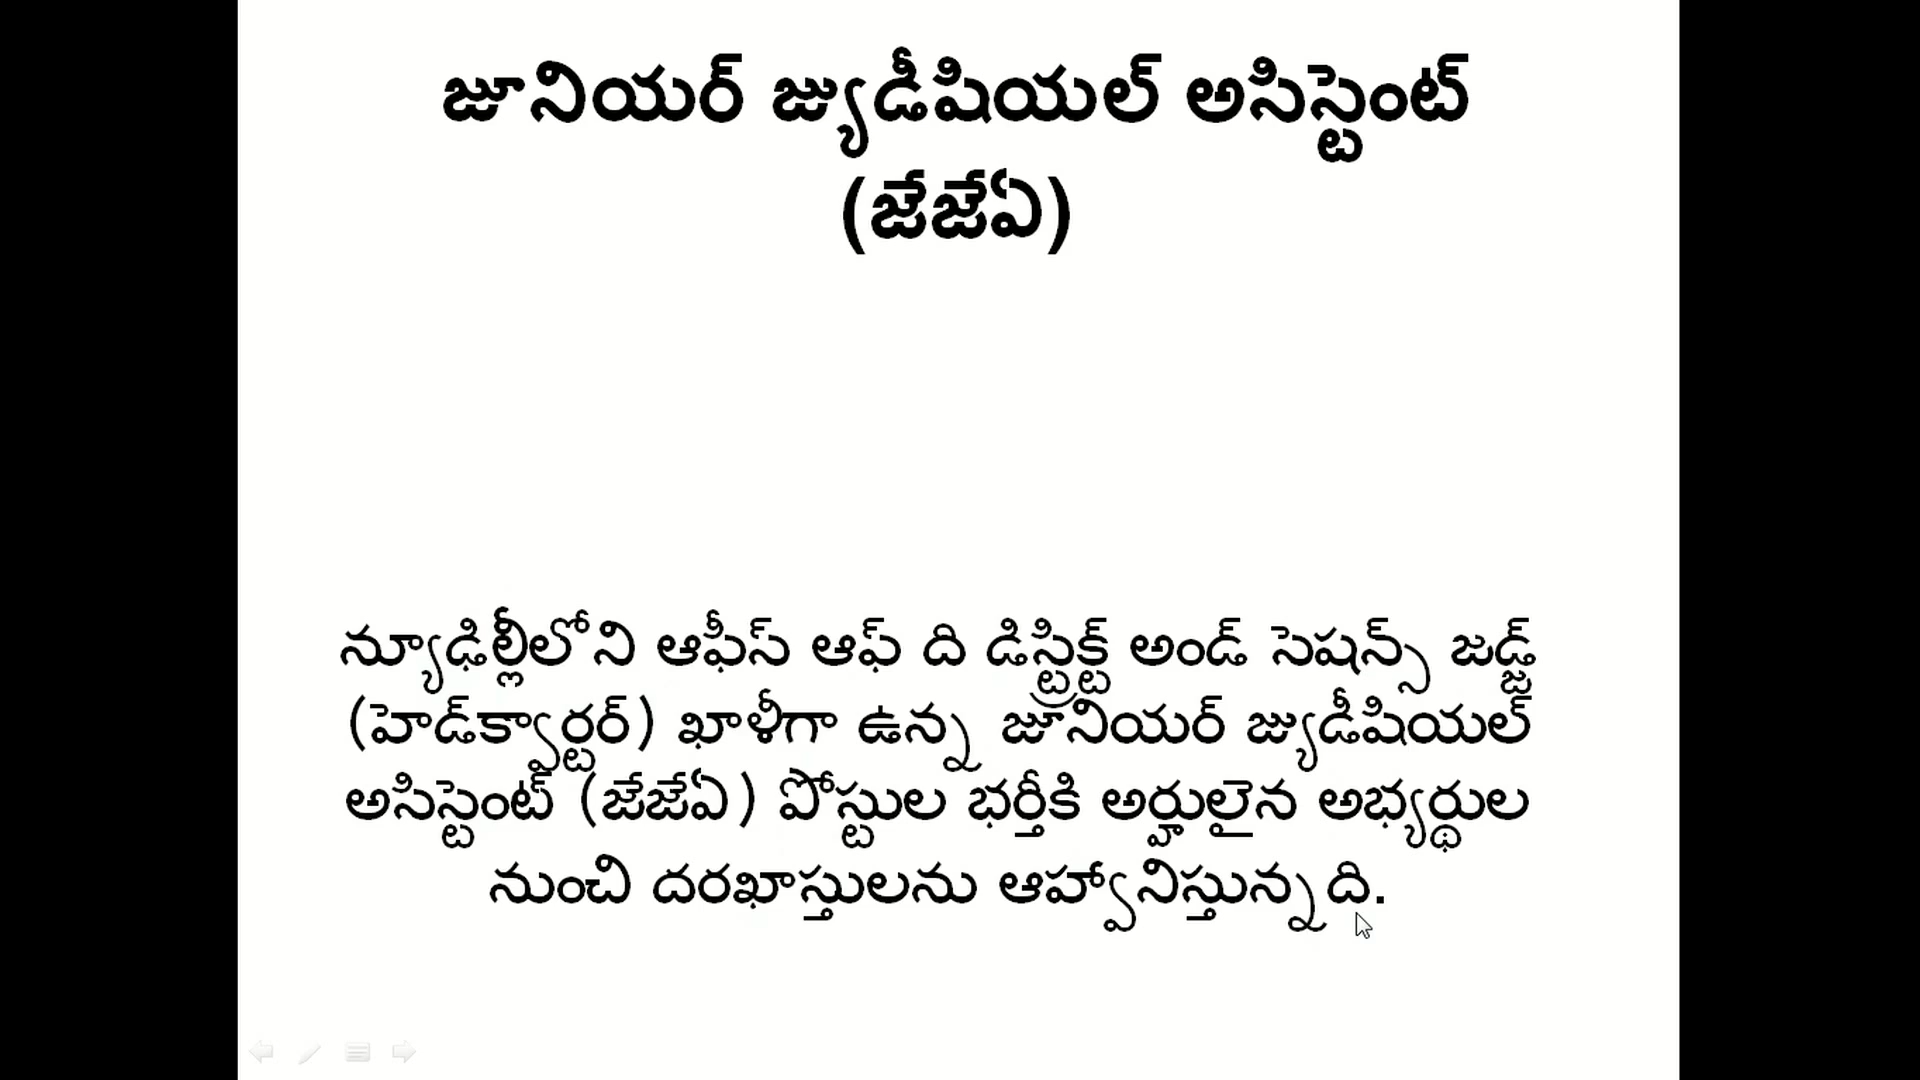 జూనియర్ జ్యుడీషియల్ అసిస్టెంట్
(జేజేఏ)
న్యూఢిల్లీలోని ఆఫీస్ ఆఫ్ ది డిస్ట్రిక్ట్ అండ్ సెషన్స్ జడ్జ్
(హెడ్‌క్వార్టర్) ఖాళీగా ఉన్న జూనియర్ జ్యుడీషియల్
అసిస్టెంట్ (జేజేఏ) పోస్టుల భర్తీకి అర్హులైన అభ్యర్థుల
నుంచి దరఖాస్తులను ఆహ్వానిస్తున్నది.